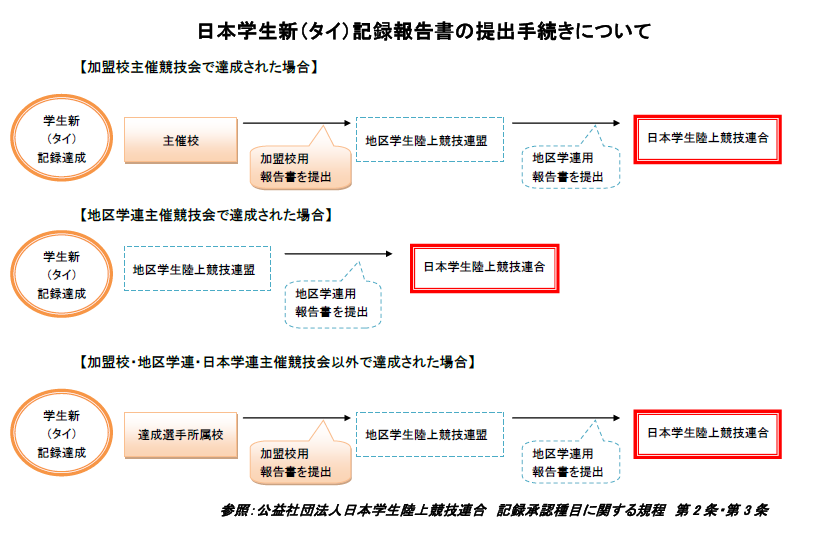 日本学生新（タイ）記録報告書の提出手続きについて
【加盟校主催競技会で達成された場合】
学生新
（タイ）
記録達成
主催校
加盟校用
報告書を提出
地区学生陸上競技連盟
地区学連用
報告書を提出
日本学生陸上競技連合
【地区学連主催競技会で達成された場合】
学生新
（タイ）
記録達成
地区学生陸上競技連盟
地区学連用
報告書を提出
日本学生陸上競技連合
【加盟校・地区学連・日本学連主催競技会以外で達成された場合】
学生新
（タイ）
記録達成
達成選手所属校
加盟校用
報告書を提出
地区学生陸上競技連盟
地区学連用
報告書を提出
日本学生陸上競技連合
参照：公益社団法人日本学生陸上競技連合　記録承認種目に関する規程　第２条・第３条